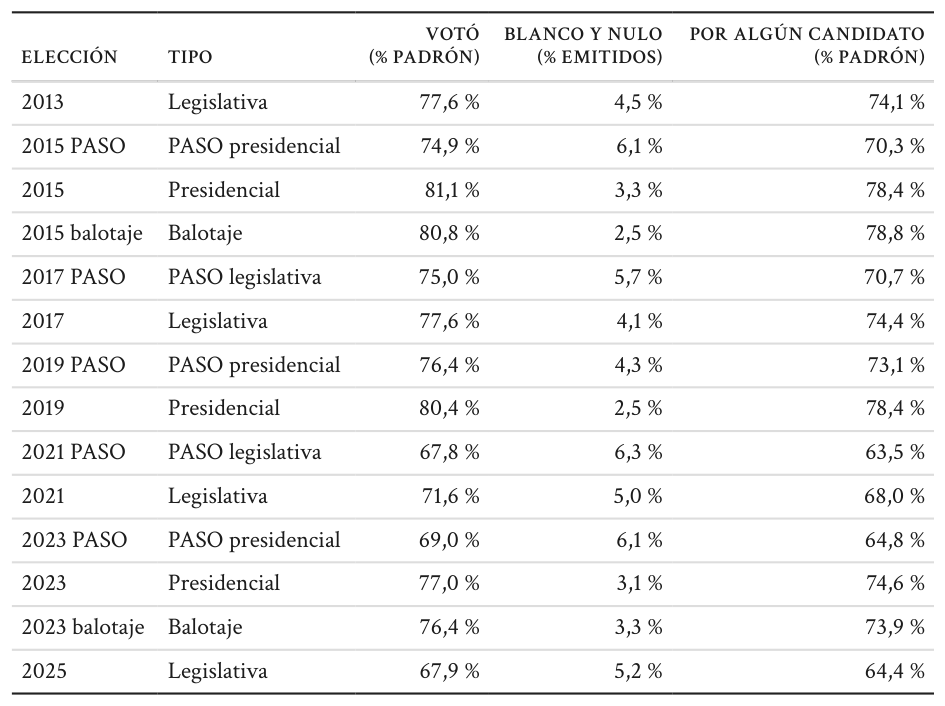 ELECCIÓN TIPO VOTÓ (% PADRÓN) BLANCO Y NULO (% EMITIDOS) POR ALGÚN CANDIDATO (% PADRÓN)
2013 Legislativa 77,6 % 4,5 % 74,1 %
2015 PASO PASO presidencial 74,9 % 6,1 % 70,3 %
2015 Presidencial 81,1 % 3,3 % 78,4 %
2015 balotaje Balotaje 80,8 % 2,5 % 78,8 %
2017 PASO PASO legislativa 75,0 % 5,7 % 70,7 %
2017 Legislativa 77,6 % 4,1 % 74,4 %
2019 PASO PASO presidencial 76,4 % 4,3 % 73,1 %
2019 Presidencial 80,4 % 2,5 % 78,4 %
2021 PASO PASO legislativa 67,8 % 6,3 % 63,5 %
2021 Legislativa 71,6 % 5,0 % 68,0 %
2023 PASO PASO presidencial 69,0 % 6,1 % 64,8 %
2023 Presidencial 77,0 % 3,1 % 74,6 %
2023 balotaje Balotaje 76,4 % 3,3 % 73,9 %
2025 Legislativa 67,9 % 5,2 % 64,4 %